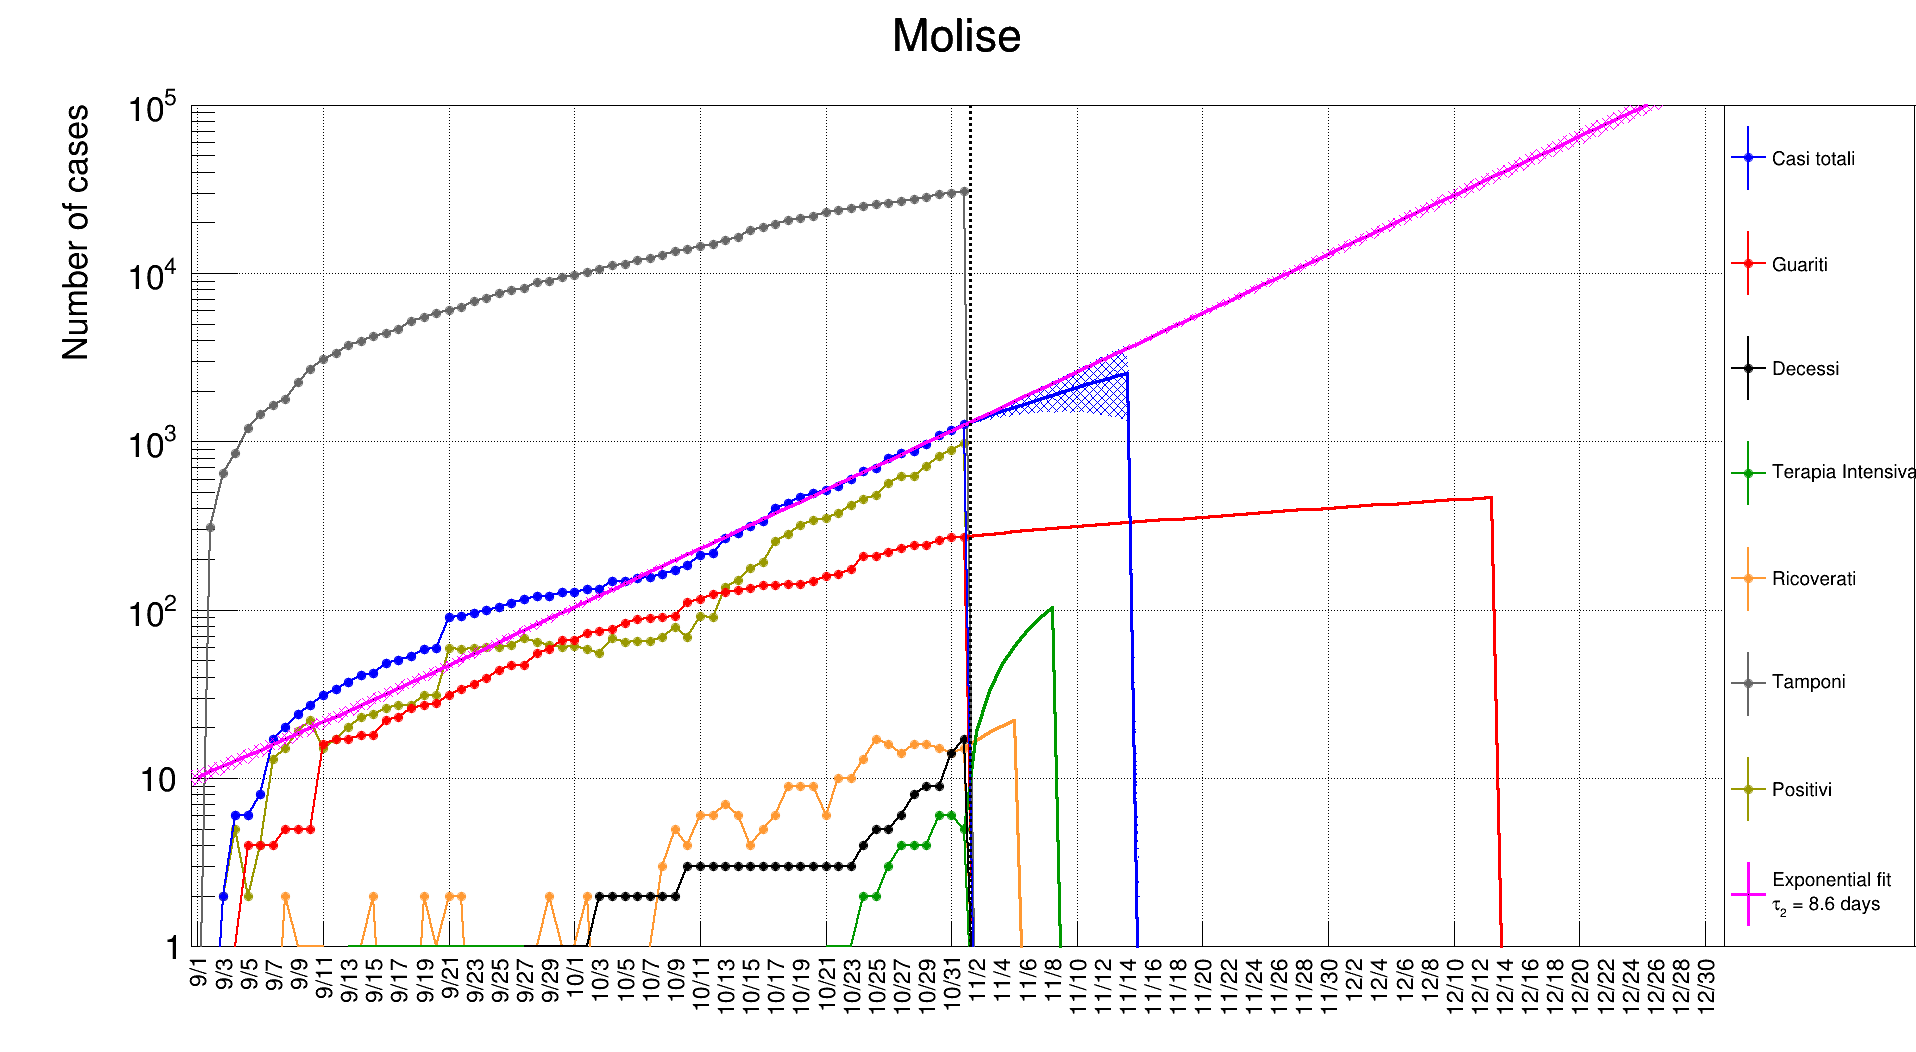 Molise
Number of cases
10^5
10^4
10^3
10^2
10
1
9/1 9/3 9/5 9/7 9/9 9/11 9/13 9/15 9/17 9/19 9/21 9/23 9/25 9/27 9/29 10/1 10/3 10/5 10/7 10/9 10/11 10/13 10/15 10/17 10/19 10/21 10/23 10/25 10/27 10/29 10/31 11/2 11/4 11/6 11/8 11/10 11/12 11/14 11/16 11/18 11/20 11/22 11/24 11/26 11/28 11/30 12/2 12/4 12/6 12/8 12/10 12/12 12/14 12/16 12/18 12/20 12/22 12/24 12/26 12/28 12/30
Casi totali
Guariti
Decessi
Terapia Intensiva
Ricoverati
Tamponi
Positivi
Exponential fit
τ₂ = 8.6 days